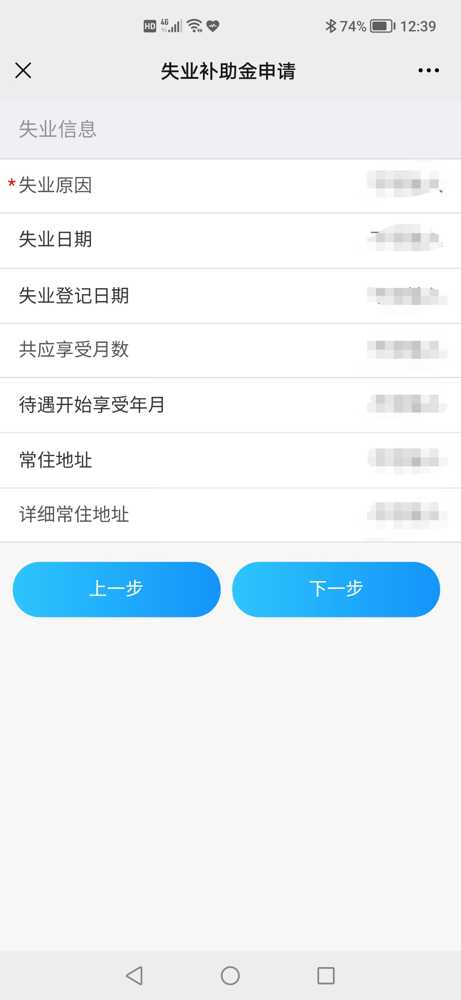 HD 4G 74% 12:39
失业补助金申请
失业信息
*失业原因
失业日期
失业登记日期
共应享受月数
待遇开始享受年月
常住地址
详细常住地址
上一步 下一步